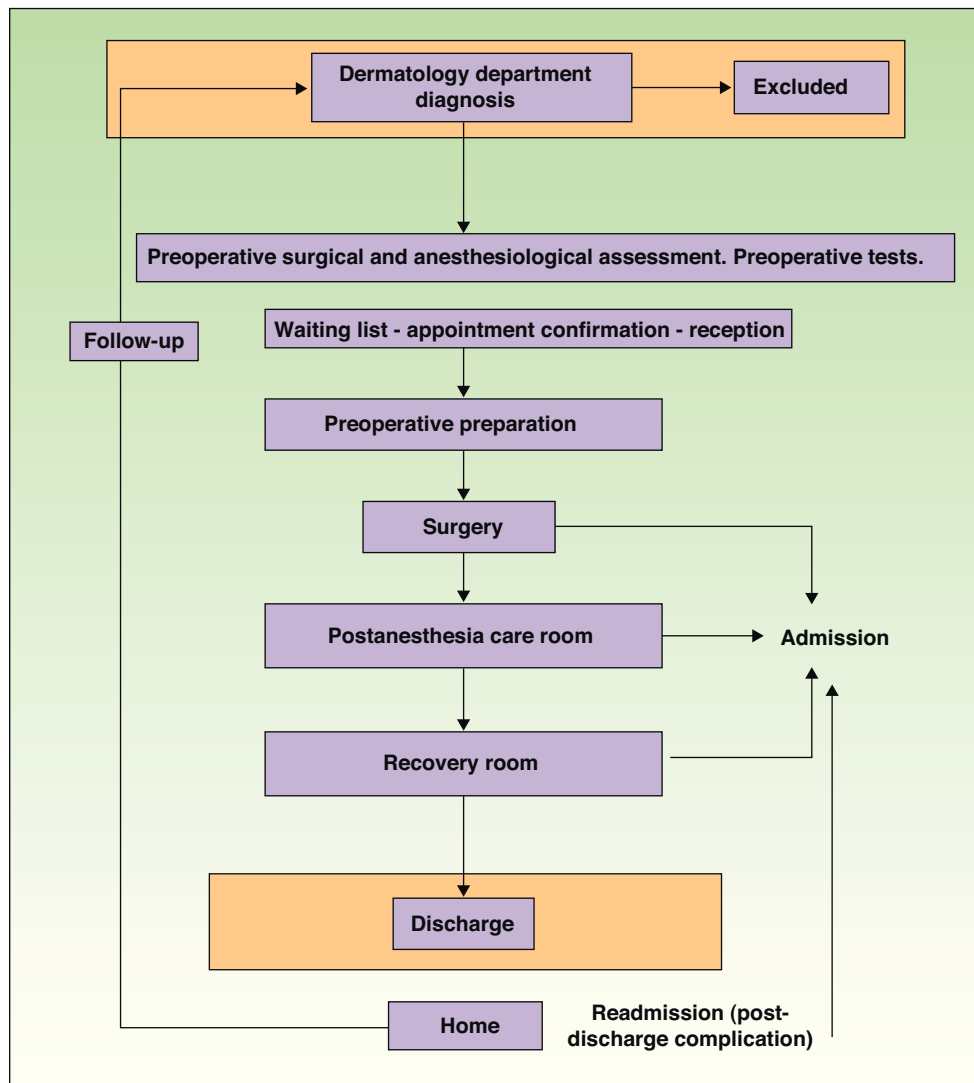 Dermatology department
diagnosis
Excluded
Preoperative surgical and anesthesiological assessment. Preoperative tests.
Waiting list - appointment confirmation - reception
Follow-up
Preoperative preparation
Surgery
Postanesthesia care room
Admission
Recovery room
Discharge
Home
Readmission (post-
discharge complication)